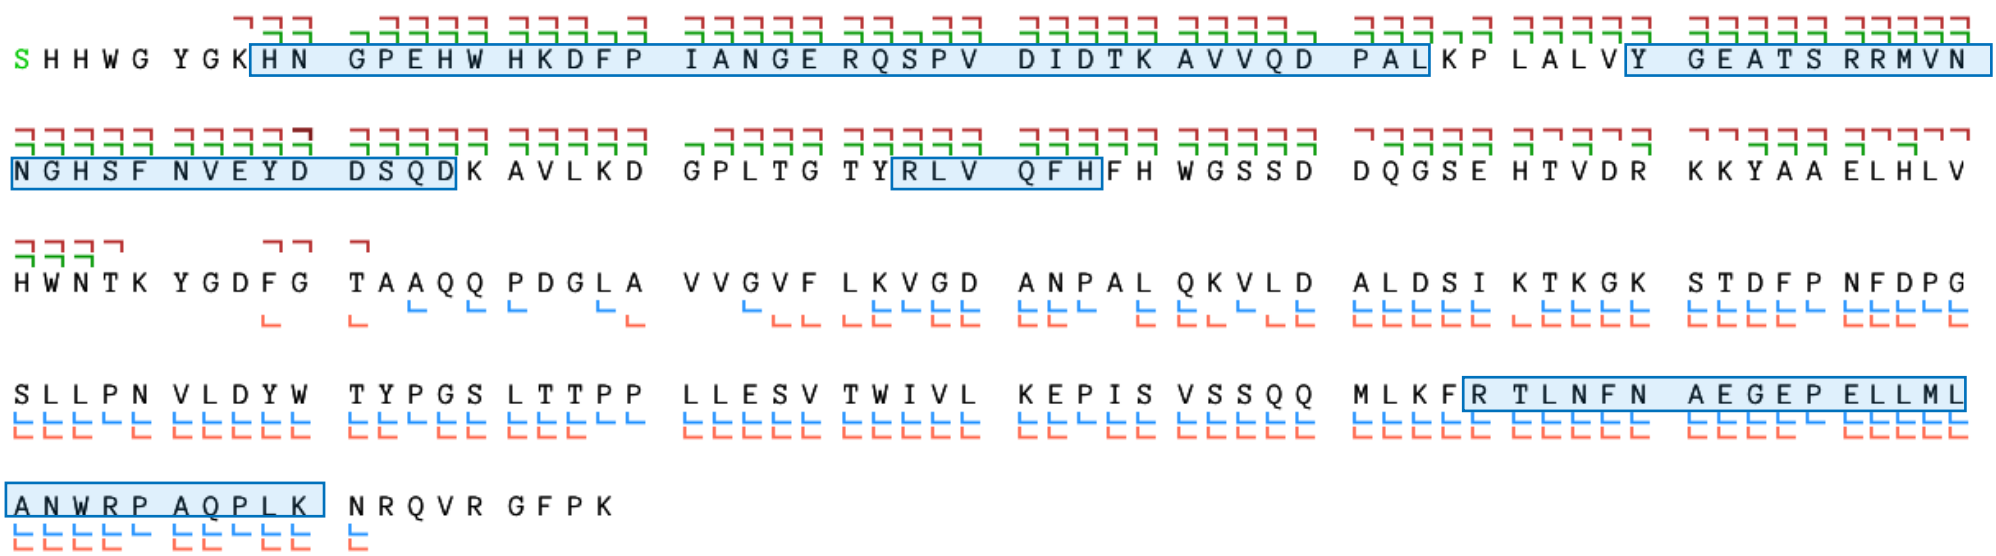 SHHWG YGKHN GPEHW HKDFP IANGE RQSPV DIDTK AVVQD PALKP LALVY GEATS RRMVN
NGHSF NVEYD DSQDK AVLKD GPLTG TYRLV QFHFH WGSSD DQGSE HTVDR KKYAA ELHLV
HWNTK YGDFG TAAQQ PDGLA VVGVF LKVGD ANPAL QKVLD ALDSI KTKGK STDFP NFDPG
SLLPN VLDYW TYPGS LTTPP LLESV TWIVL KEPIS VSSQQ MLKFR TLNFN AEGEP ELLML
ANWRP AQPLK NRQVR GFPK